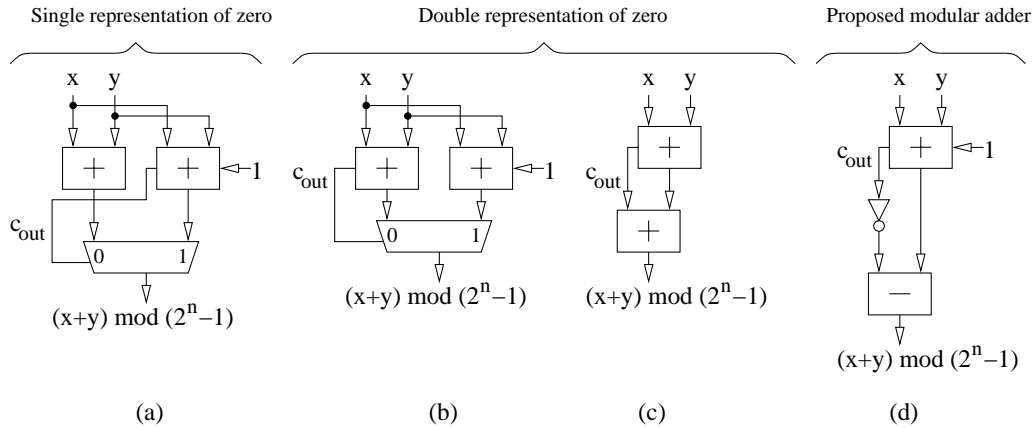 Single representation of zero
Double representation of zero
Proposed modular adder
x y
+ +
1
c_out
0 1
(x+y) mod (2^n−1)
(a)
x y
+ +
1
c_out
0 1
(x+y) mod (2^n−1)
(b)
x y
+
c_out
+
(x+y) mod (2^n−1)
(c)
x y
+
1
c_out
−
(x+y) mod (2^n−1)
(d)